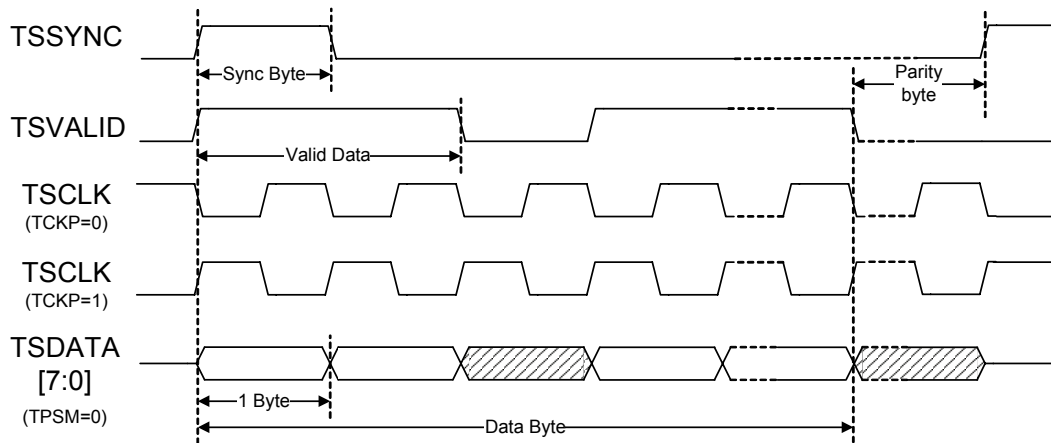 TSSYNC
Sync Byte
Parity
byte
TSVALID
Valid Data
TSCLK
(TCKP=0)
TSCLK
(TCKP=1)
TSDATA
[7:0]
(TPSM=0)
1 Byte
Data Byte